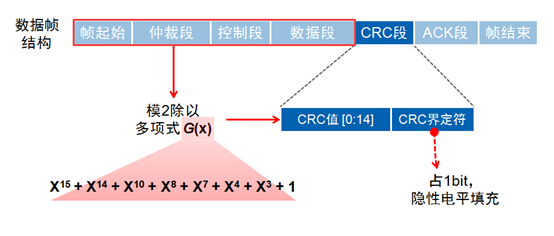 数据帧
结构
帧起始 仲裁段 控制段 数据段 CRC段 ACK段 帧结束
模2除以
多项式 G(x)
CRC值 [0:14] CRC界定符
X¹⁵ + X¹⁴ + X¹⁰ + X⁸ + X⁷ + X⁴ + X³ + 1
占1bit,
隐性电平填充